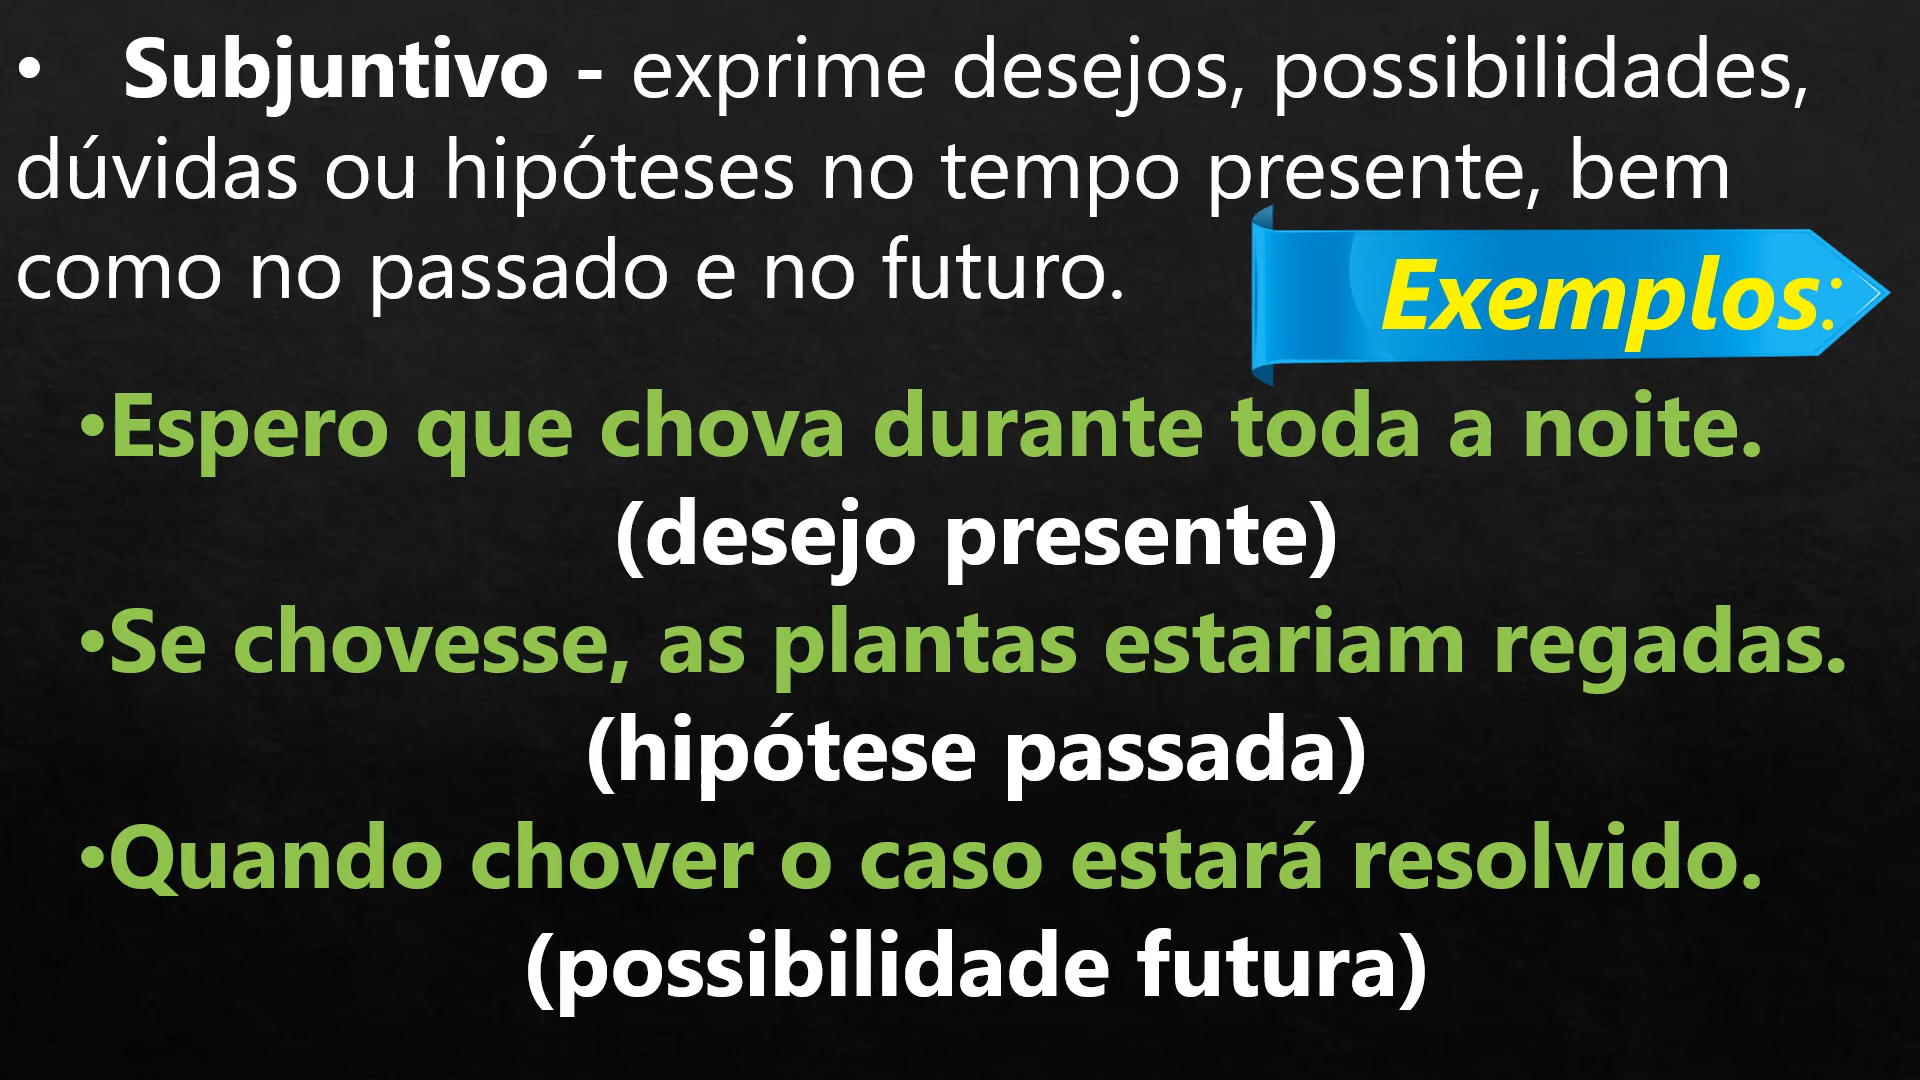 • Subjuntivo - exprime desejos, possibilidades,
dúvidas ou hipóteses no tempo presente, bem
como no passado e no futuro.
Exemplos:
•Espero que chova durante toda a noite.
(desejo presente)
•Se chovesse, as plantas estariam regadas.
(hipótese passada)
•Quando chover o caso estará resolvido.
(possibilidade futura)